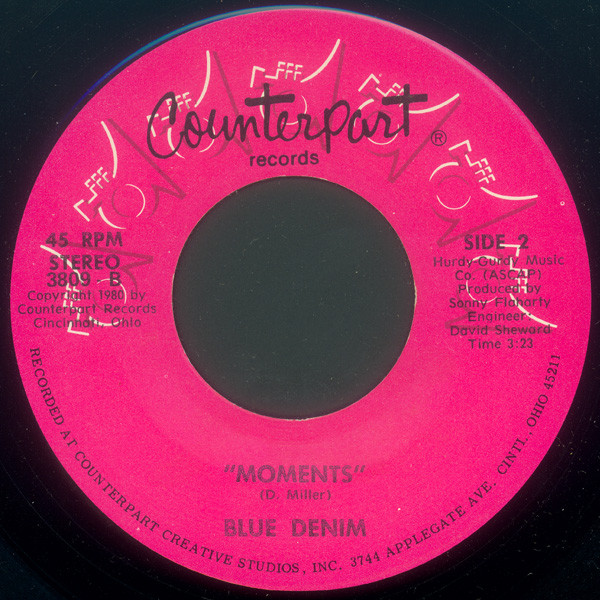 Counterpart®
records
45 RPM
STEREO
3809 B
Copyright 1980 by
Counterpart Records
Cincinnati, Ohio
SIDE 2
Hurdy-Gurdy Music
Co. (ASCAP)
Produced by
Sonny Flaharty
Engineer:
David Sheward
Time 3:23
"MOMENTS"
(D. Miller)
BLUE DENIM
RECORDED AT COUNTERPART CREATIVE STUDIOS, INC. 3744 APPLEGATE AVE. CINTI., OHIO 45211